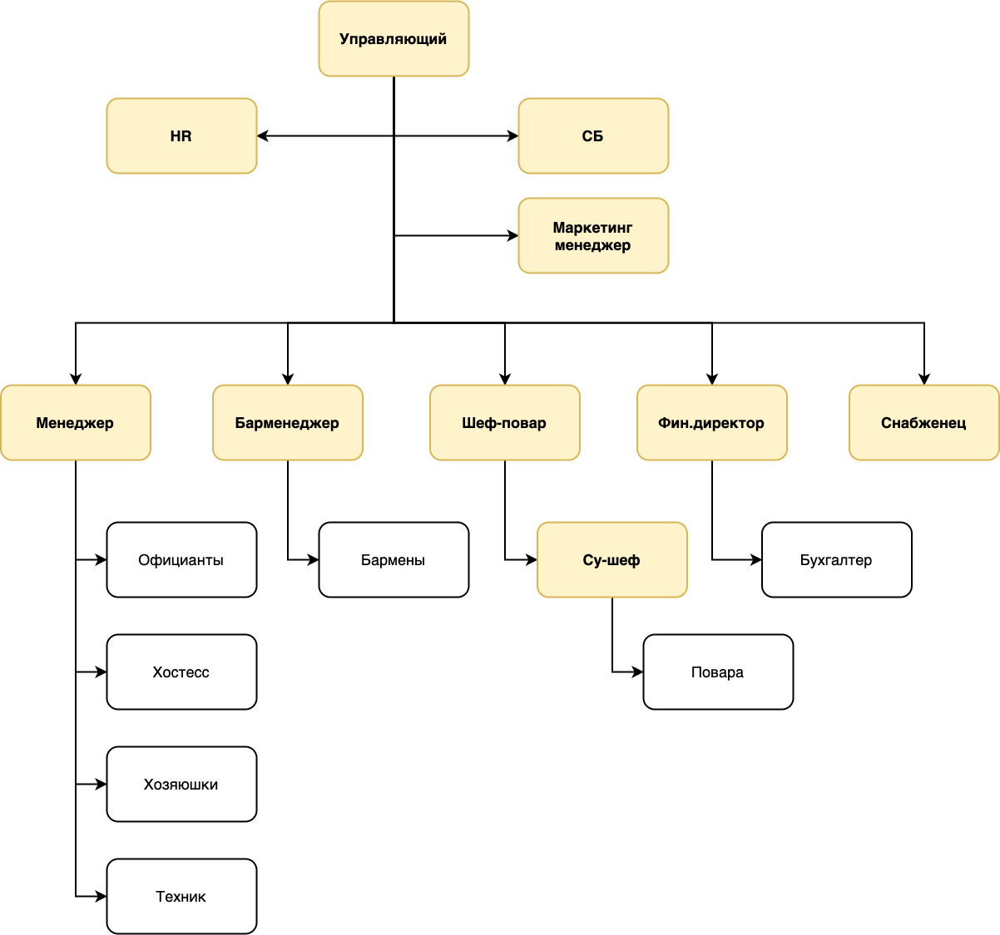 Управляющий
HR
СБ
Маркетинг
менеджер
Менеджер
Барменеджер
Шеф-повар
Фин.директор
Снабженец
Официанты
Бармены
Су-шеф
Бухгалтер
Хостесс
Повара
Хозяюшки
Техник